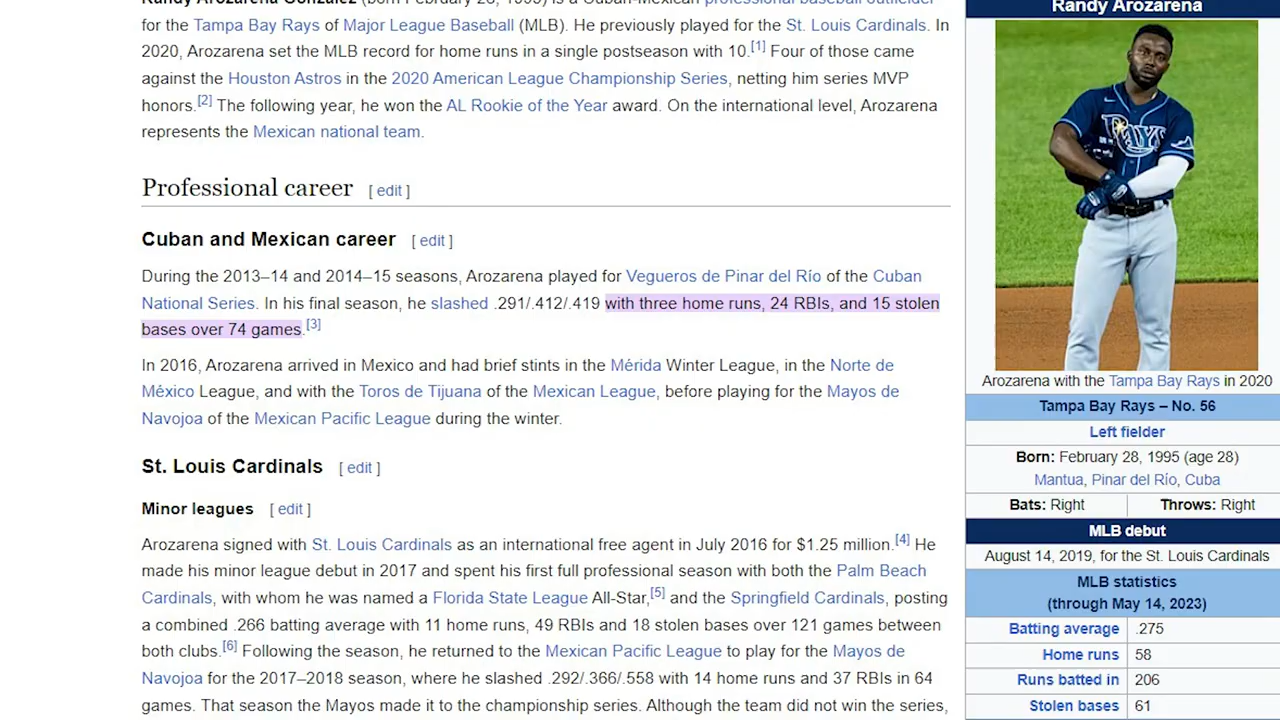 Randy Arozarena González (born February 28, 1995) is a Cuban-Mexican professional baseball outfielder
for the Tampa Bay Rays of Major League Baseball (MLB). He previously played for the St. Louis Cardinals. In
2020, Arozarena set the MLB record for home runs in a single postseason with 10.[1] Four of those came
against the Houston Astros in the 2020 American League Championship Series, netting him series MVP
honors.[2] The following year, he won the AL Rookie of the Year award. On the international level, Arozarena
represents the Mexican national team.
Professional career [ edit ]
Cuban and Mexican career [ edit ]
During the 2013–14 and 2014–15 seasons, Arozarena played for Vegueros de Pinar del Río of the Cuban
National Series. In his final season, he slashed .291/.412/.419 with three home runs, 24 RBIs, and 15 stolen
bases over 74 games.[3]
In 2016, Arozarena arrived in Mexico and had brief stints in the Mérida Winter League, in the Norte de
México League, and with the Toros de Tijuana of the Mexican League, before playing for the Mayos de
Navojoa of the Mexican Pacific League during the winter.
St. Louis Cardinals [ edit ]
Minor leagues [ edit ]
Arozarena signed with St. Louis Cardinals as an international free agent in July 2016 for $1.25 million.[4] He
made his minor league debut in 2017 and spent his first full professional season with both the Palm Beach
Cardinals, with whom he was named a Florida State League All-Star,[5] and the Springfield Cardinals, posting
a combined .266 batting average with 11 home runs, 49 RBIs and 18 stolen bases over 121 games between
both clubs.[6] Following the season, he returned to the Mexican Pacific League to play for the Mayos de
Navojoa for the 2017–2018 season, where he slashed .292/.366/.558 with 14 home runs and 37 RBIs in 64
games. That season the Mayos made it to the championship series. Although the team did not win the series,
Randy Arozarena
RAYS
Arozarena with the Tampa Bay Rays in 2020
Tampa Bay Rays – No. 56
Left fielder
Born: February 28, 1995 (age 28)
Mantua, Pinar del Río, Cuba
Bats: Right Throws: Right
MLB debut
August 14, 2019, for the St. Louis Cardinals
MLB statistics
(through May 14, 2023)
Batting average .275
Home runs 58
Runs batted in 206
Stolen bases 61